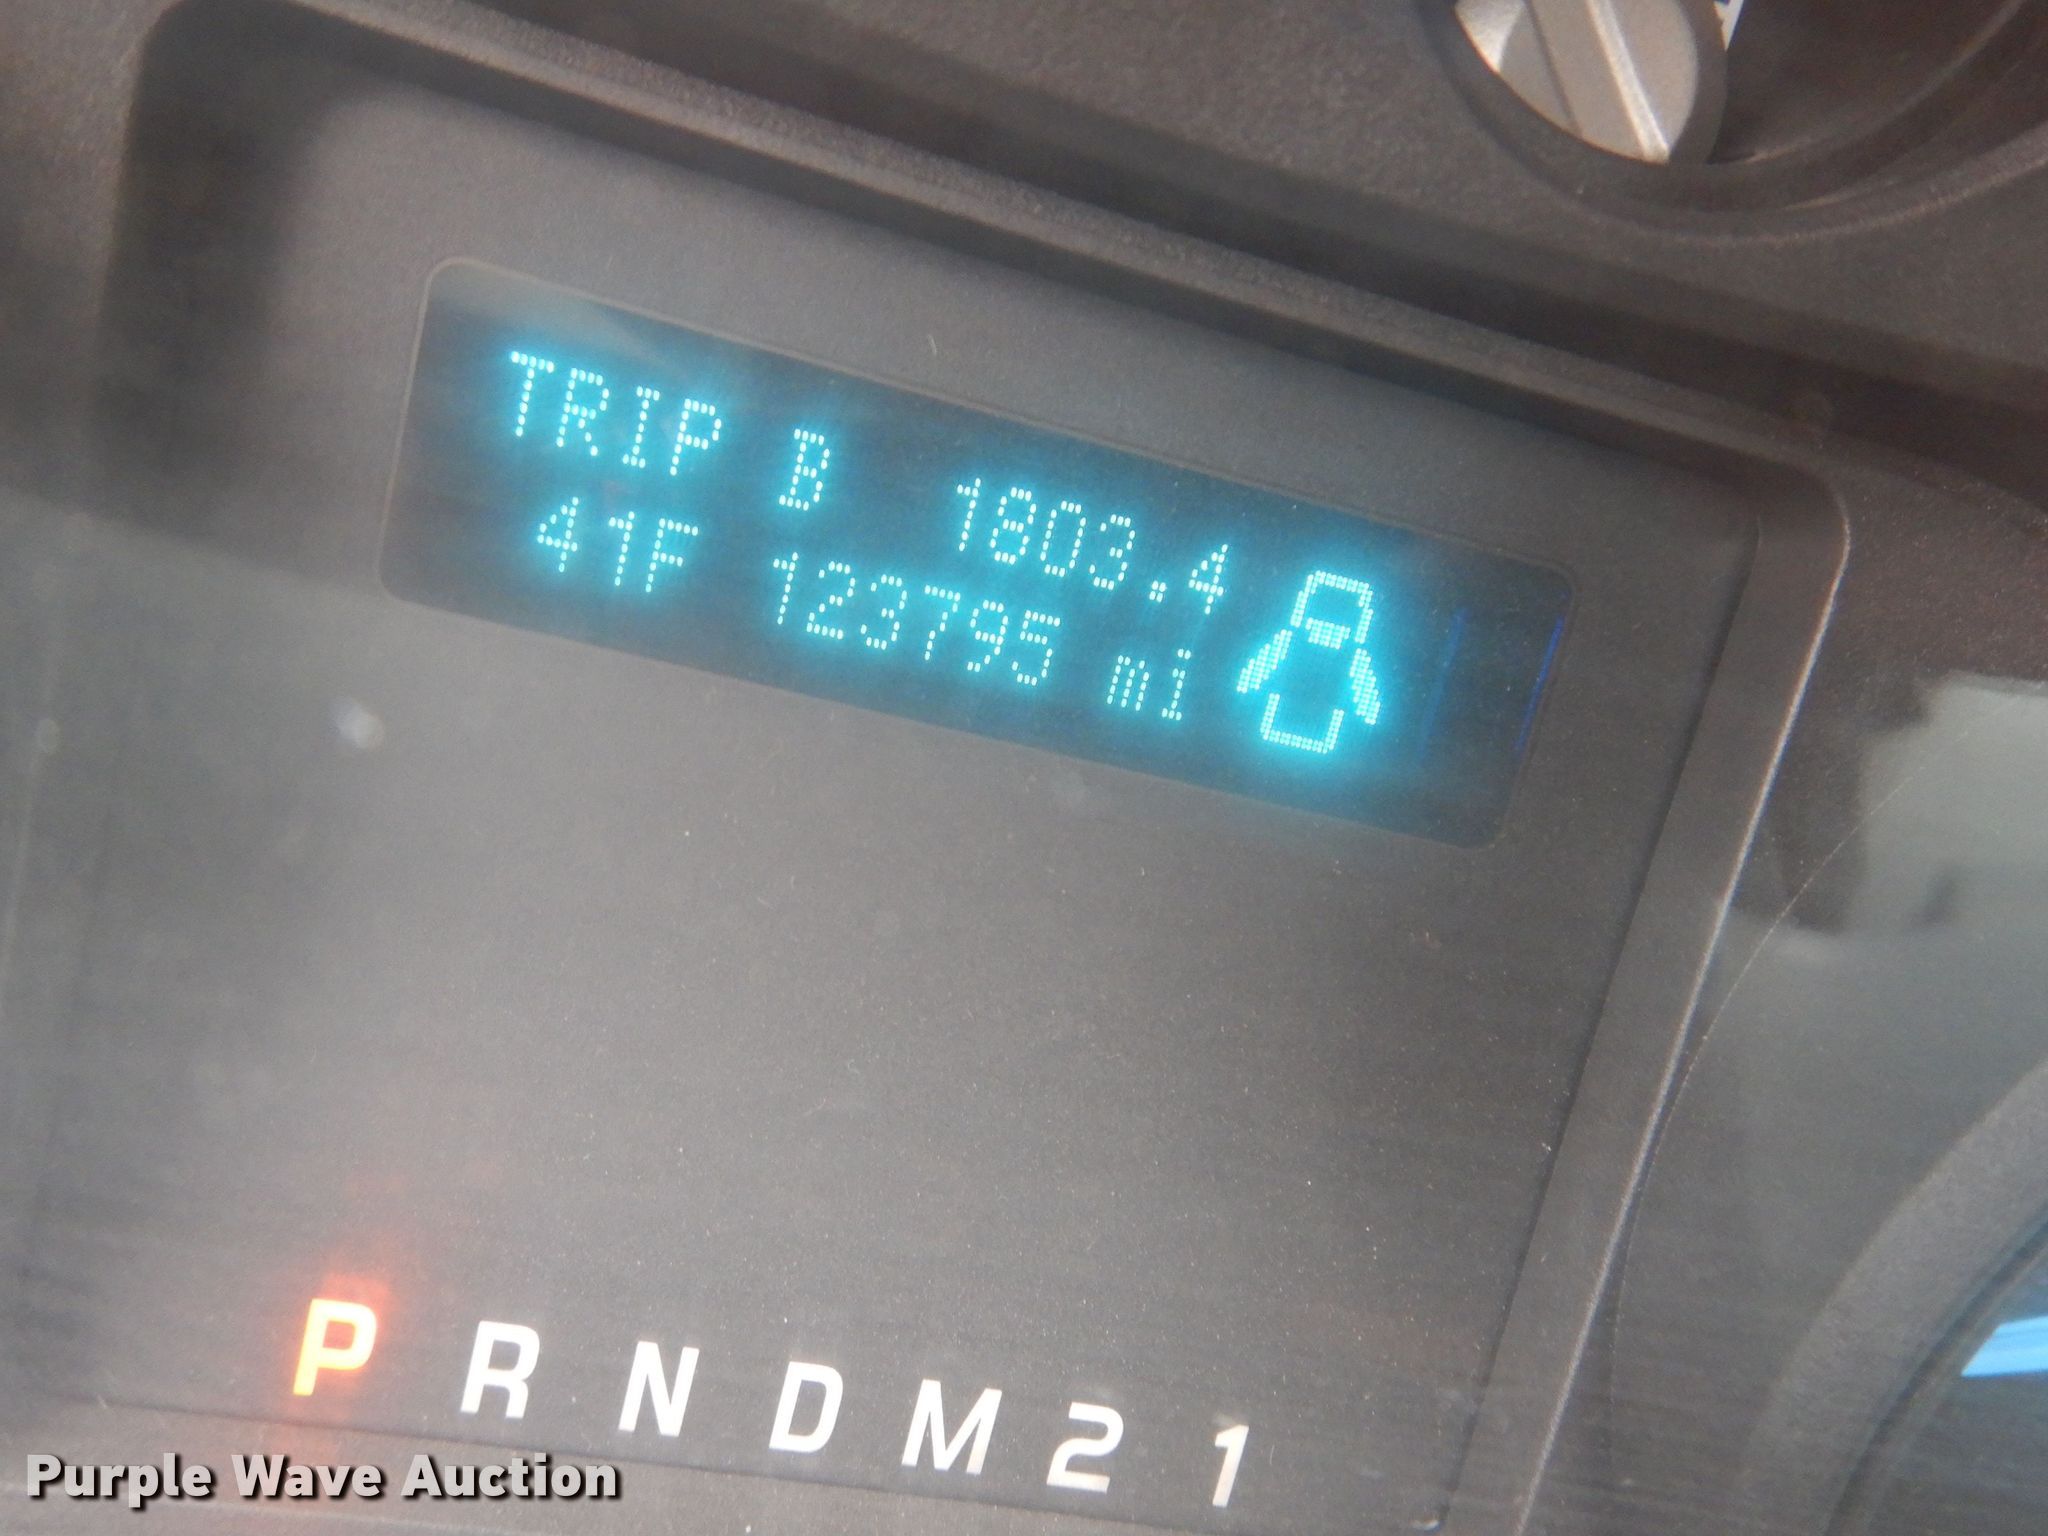 TRIP B 1803.4
41F 123795 mi
P R N D M 2 1
Purple Wave Auction